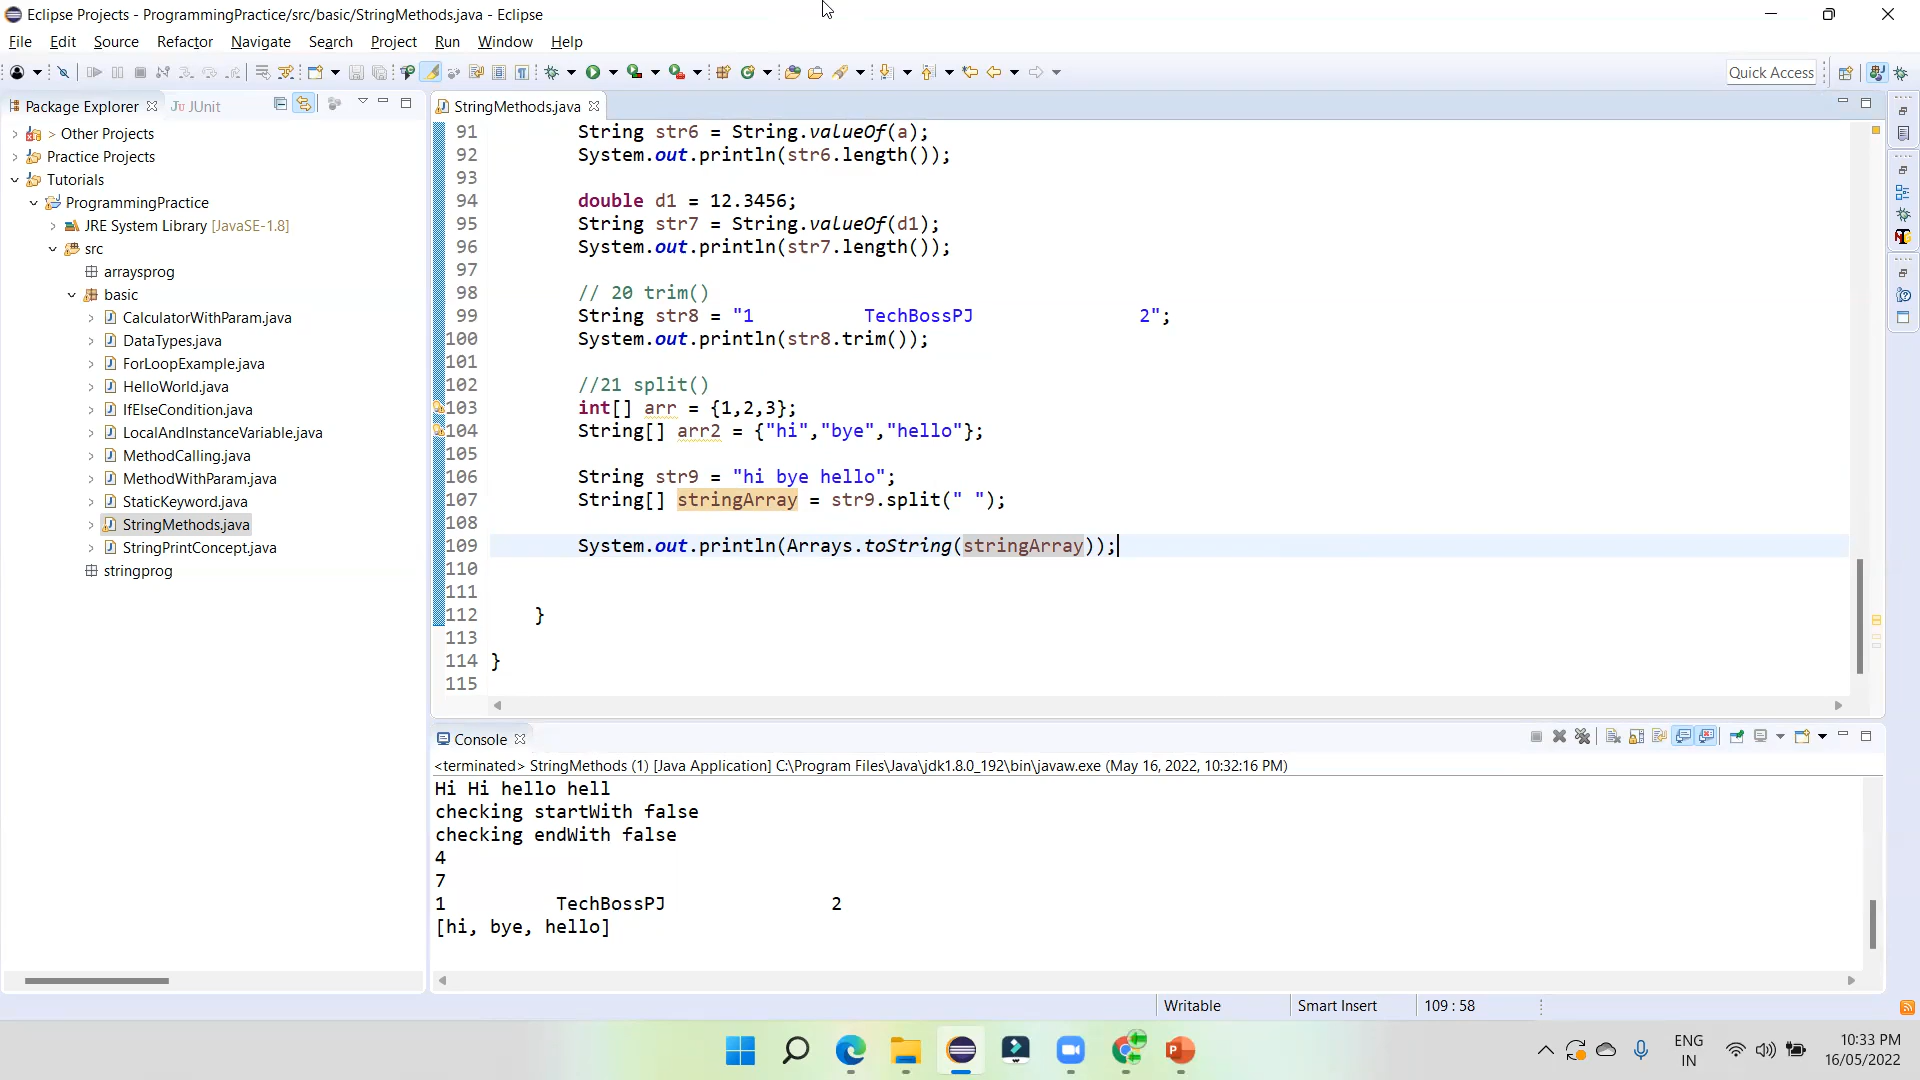 Eclipse Projects - ProgrammingPractice/src/basic/StringMethods.java - Eclipse
File Edit Source Refactor Navigate Search Project Run Window Help
Quick Access
Package Explorer
JUnit
> Other Projects
Practice Projects
Tutorials
ProgrammingPractice
JRE System Library [JavaSE-1.8]
src
arraysprog
basic
CalculatorWithParam.java
DataTypes.java
ForLoopExample.java
HelloWorld.java
IfElseCondition.java
LocalAndInstanceVariable.java
MethodCalling.java
MethodWithParam.java
StaticKeyword.java
StringMethods.java
StringPrintConcept.java
stringprog
StringMethods.java
91 String str6 = String.valueOf(a);
92 System.out.println(str6.length());
93
94 double d1 = 12.3456;
95 String str7 = String.valueOf(d1);
96 System.out.println(str7.length());
97
98 // 20 trim()
99 String str8 = "1          TechBossPJ               2";
100 System.out.println(str8.trim());
101
102 //21 split()
103 int[] arr = {1,2,3};
104 String[] arr2 = {"hi","bye","hello"};
105
106 String str9 = "hi bye hello";
107 String[] stringArray = str9.split(" ");
108
109 System.out.println(Arrays.toString(stringArray));
110
111
112 }
113
114 }
115
Console
<terminated> StringMethods (1) [Java Application] C:\Program Files\Java\jdk1.8.0_192\bin\javaw.exe (May 16, 2022, 10:32:16 PM)
Hi Hi hello hell
checking startWith false
checking endWith false
4
7
1          TechBossPJ               2
[hi, bye, hello]
Writable
Smart Insert
109 : 58
ENG
IN
10:33 PM
16/05/2022